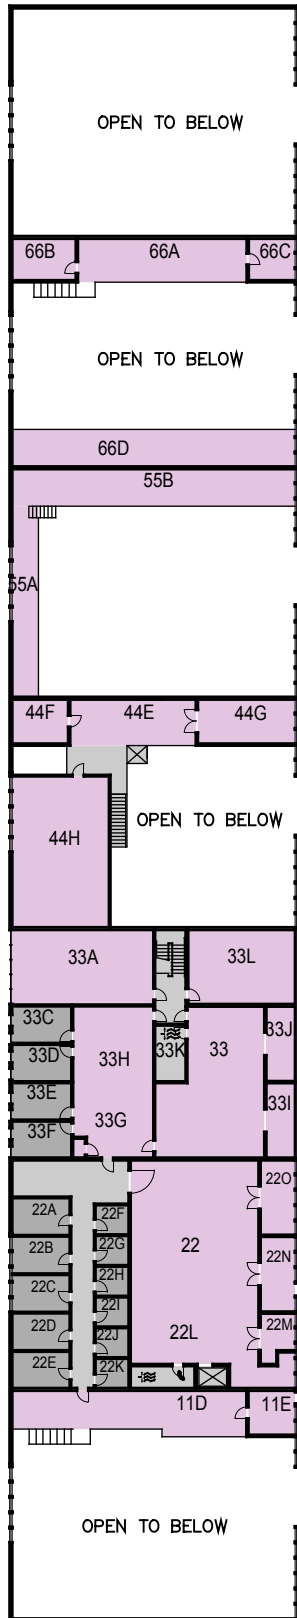 OPEN TO BELOW
66B 66A 66C
OPEN TO BELOW
66D
55B
55A
44F 44E 44G
OPEN TO BELOW
44H
33A 33L
33C 33J
33D 33H 33K 33
33E 33I
33F 33G
22A 22F 22O
22B 22G 22
22C 22H 22N
22D 22I 22L 22M
22E 22J
22K
11D 11E
OPEN TO BELOW